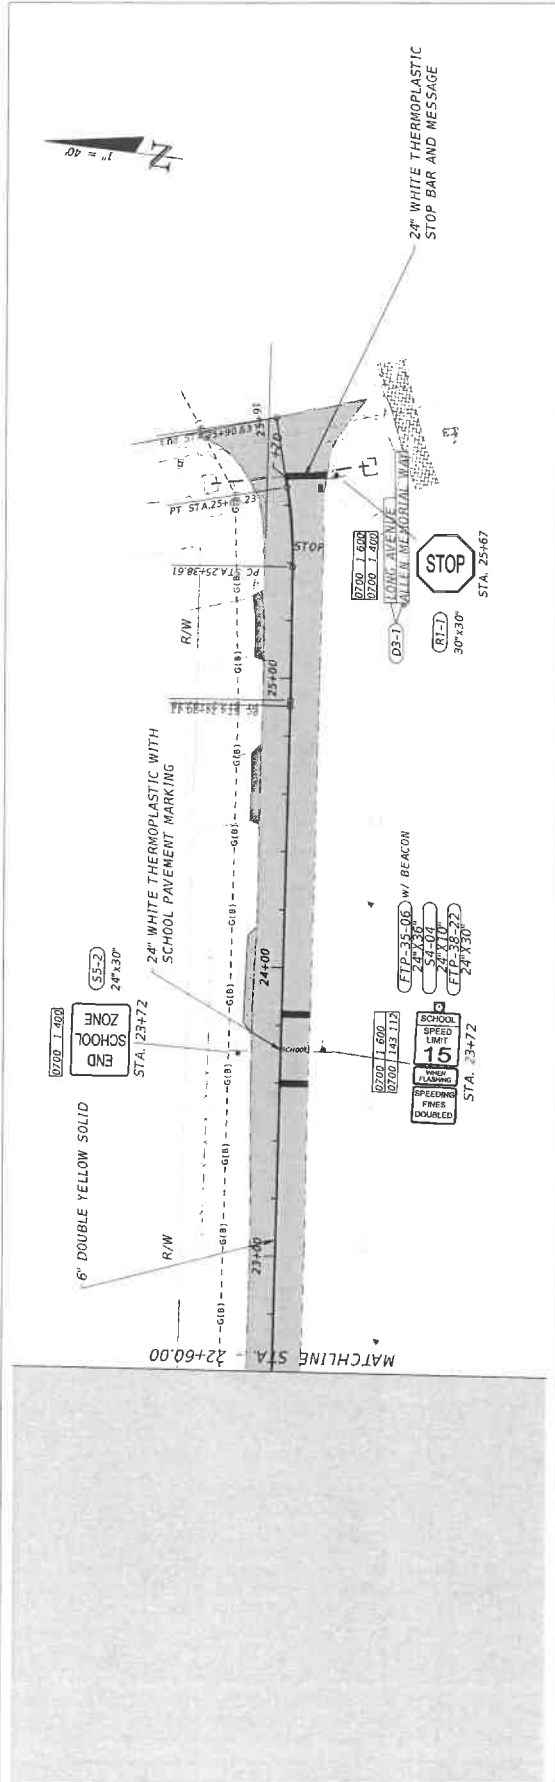 1" = 40'
N
24" WHITE THERMOPLASTIC
STOP BAR AND MESSAGE
R/W
R/W
24" WHITE THERMOPLASTIC WITH
SCHOOL PAVEMENT MARKING
6" DOUBLE YELLOW SOLID
0700 1 400
END
SCHOOL
ZONE
S5-2
24"x30"
STA. 23+72
MATCHLINE STA. 22+60.00
23+00
24+00
25+00
25+91
PC STA.25+38.61
G(B)
G(B)
G(B)
G(B)
G(B)
G(B)
G(B)
G(B)
G(B)
G(B)
SCHOOL
STOP
0700 1 600
0700 143 112
SCHOOL
SPEED
LIMIT
15
WHEN
FLASHING
SPEEDING
FINES
DOUBLED
STA. 23+72
FTP-35-06 w/ BEACON
24"X36"
S4-04
24"X10"
FTP-38-22
24"X30"
0700 1 600
0700 1 400
D3-1
LONG AVENUE
ALLEN MEMORIAL WAY
STOP
R1-1
30"x30"
STA. 25+67